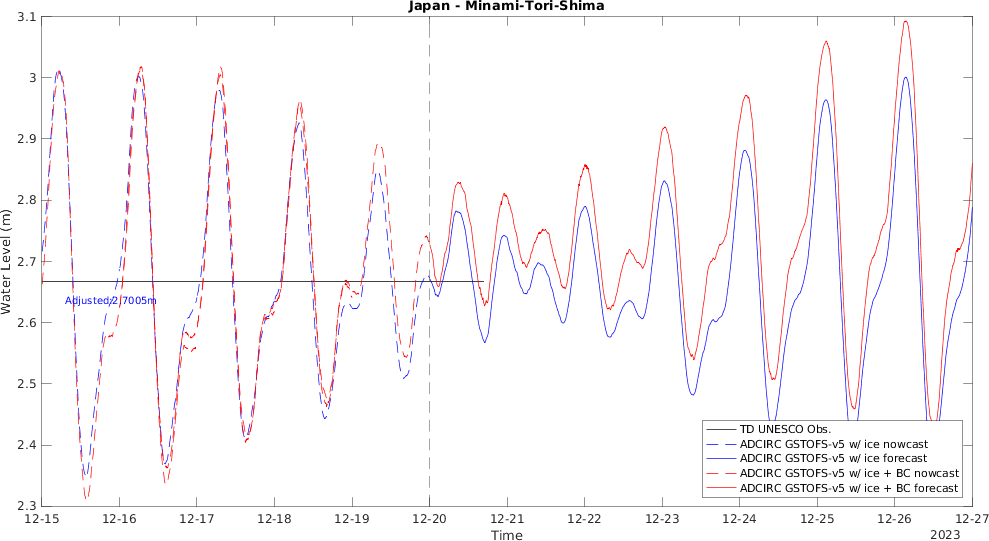 Japan - Minami-Tori-Shima
Water Level (m)
3.1
3
2.9
2.8
2.7
2.6
2.5
2.4
2.3
Adjusted:2.7005m
TD UNESCO Obs.
ADCIRC GSTOFS-v5 w/ ice nowcast
ADCIRC GSTOFS-v5 w/ ice forecast
ADCIRC GSTOFS-v5 w/ ice + BC nowcast
ADCIRC GSTOFS-v5 w/ ice + BC forecast
12-15 12-16 12-17 12-18 12-19 12-20 12-21 12-22 12-23 12-24 12-25 12-26 12-27
Time
2023